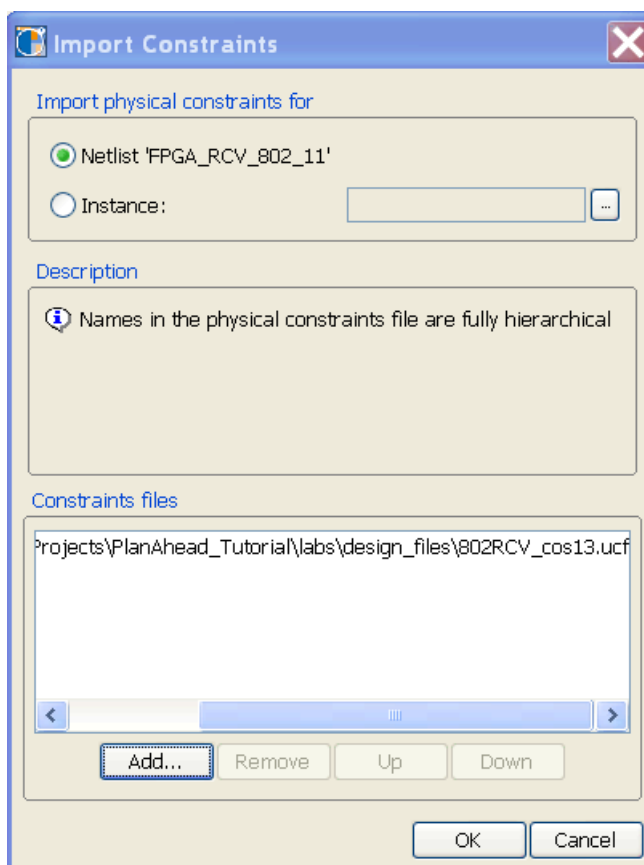 Import Constraints
Import physical constraints for
Netlist 'FPGA_RCV_802_11'
Instance:
...
Description
Names in the physical constraints file are fully hierarchical
Constraints files
Projects\PlanAhead_Tutorial\labs\design_files\802RCV_cos13.ucf
Add... Remove Up Down
OK Cancel